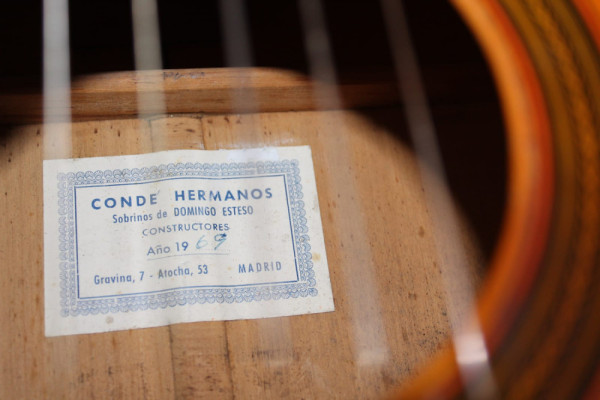 CONDE HERMANOS
Sobrinos de DOMINGO ESTESO
CONSTRUCTORES
Año 1969
Gravina, 7 - Atocha, 53 MADRID